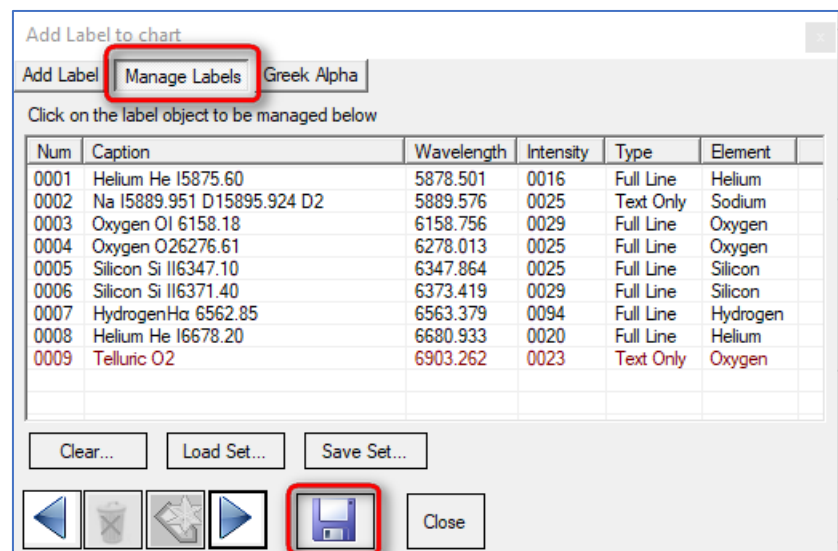 Add Label to chart
x
Add Label Manage Labels Greek Alpha
Click on the label object to be managed below
Num Caption Wavelength Intensity Type Element
0001 Helium He I5875.60 5878.501 0016 Full Line Helium
0002 Na I5889.951 D15895.924 D2 5889.576 0025 Text Only Sodium
0003 Oxygen OI 6158.18 6158.756 0029 Full Line Oxygen
0004 Oxygen O26276.61 6278.013 0025 Full Line Oxygen
0005 Silicon Si II6347.10 6347.864 0025 Full Line Silicon
0006 Silicon Si II6371.40 6373.419 0029 Full Line Silicon
0007 HydrogenHα 6562.85 6563.379 0094 Full Line Hydrogen
0008 Helium He I6678.20 6680.933 0020 Full Line Helium
0009 Telluric O2 6903.262 0023 Text Only Oxygen
Clear... Load Set... Save Set...
Close